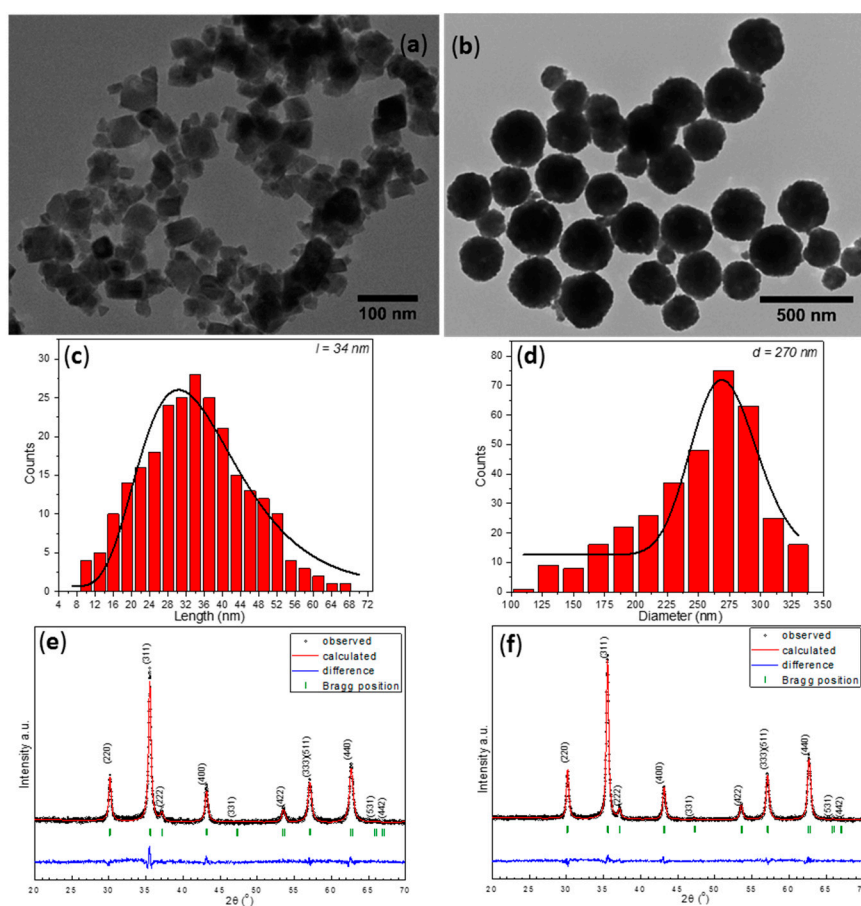 (a)
100 nm
(b)
500 nm
(c)
l = 34 nm
Counts
30
25
20
15
10
5
0
4 8 12 16 20 24 28 32 36 40 44 48 52 56 60 64 68 72
Length (nm)
(d)
d = 270 nm
Counts
80
70
60
50
40
30
20
10
0
100 125 150 175 200 225 250 275 300 325 350
Diameter (nm)
(e)
observed
calculated
difference
Bragg position
Intensity a.u.
(220)
(311)
(222)
(400)
(331)
(422)
(333)(511)
(440)
(531)
(442)
20 25 30 35 40 45 50 55 60 65 70
2θ (°)
(f)
observed
calculated
difference
Bragg position
Intensity a.u.
(220)
(311)
(222)
(400)
(331)
(422)
(333)(511)
(440)
(531)
(442)
20 25 30 35 40 45 50 55 60 65 70
2θ (°)